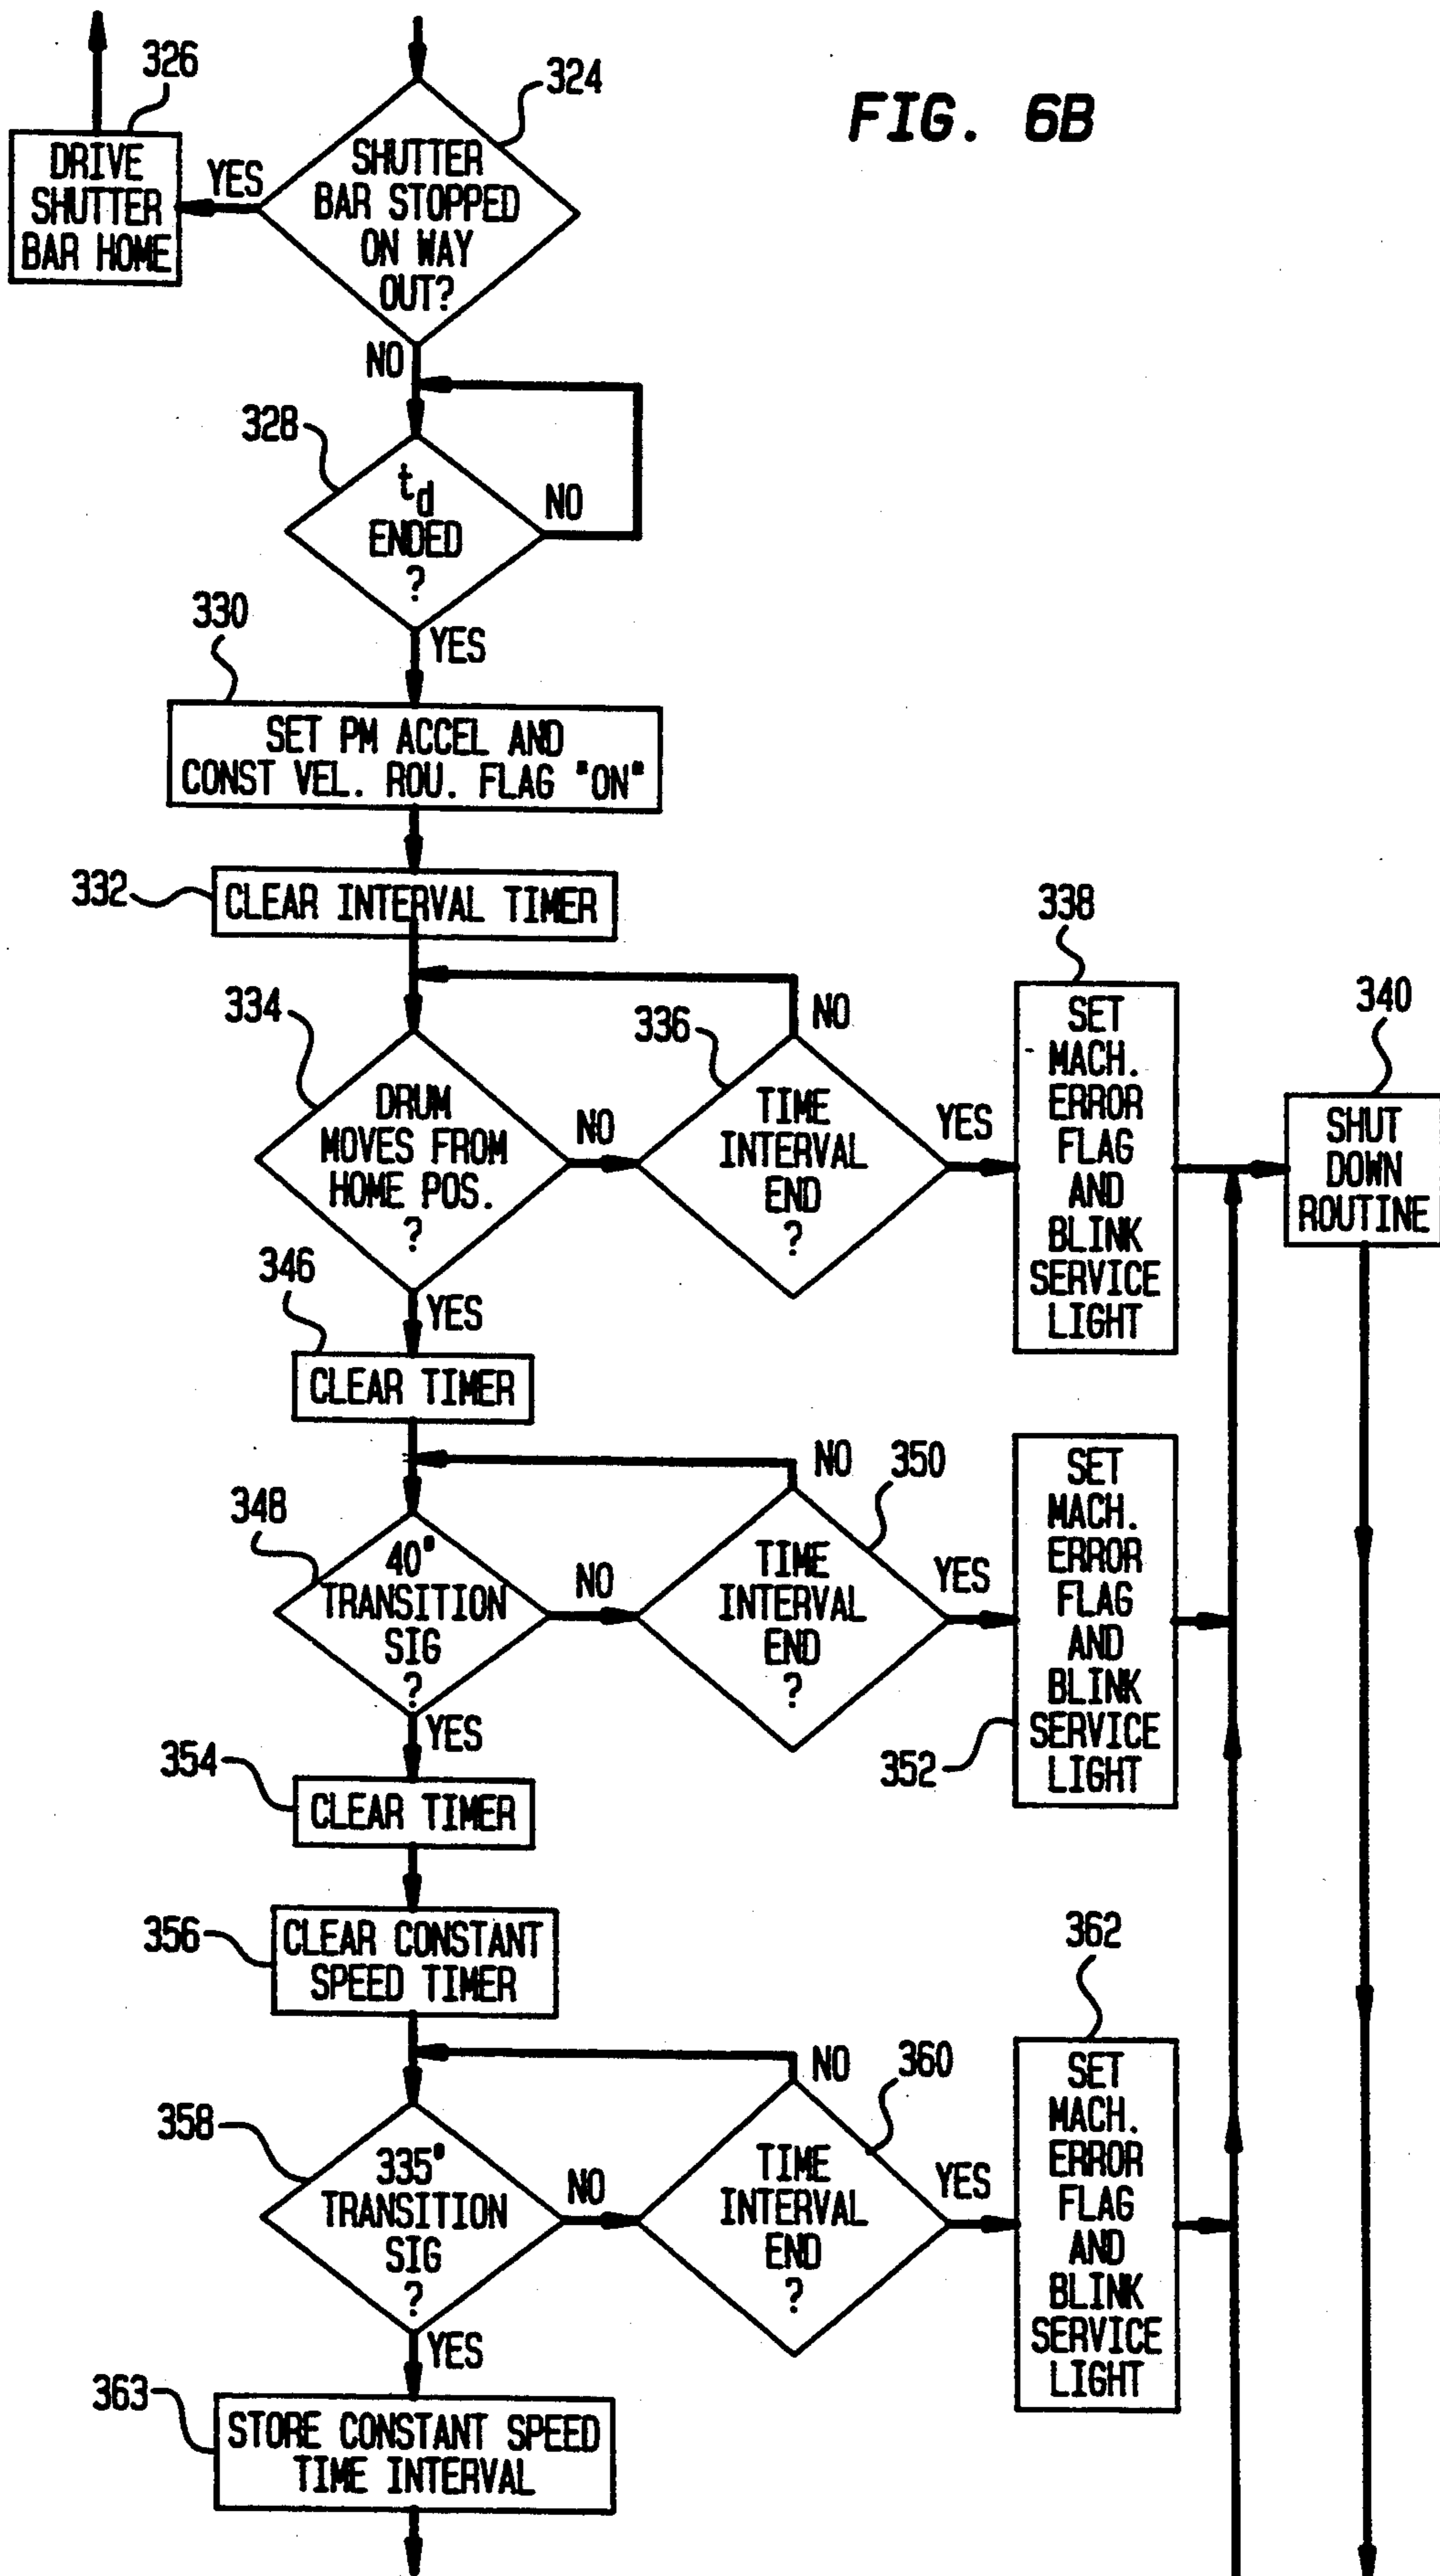 FIG. 6B
326
324
DRIVE
SHUTTER
BAR HOME
YES
SHUTTER
BAR STOPPED
ON WAY
OUT?
NO
328
td
ENDED
?
NO
YES
330
SET PM ACCEL AND
CONST VEL. ROU. FLAG "ON"
332
CLEAR INTERVAL TIMER
334
DRUM
MOVES FROM
HOME POS.
?
NO
336
TIME
INTERVAL
END
?
NO
YES
338
SET
MACH.
ERROR
FLAG
AND
BLINK
SERVICE
LIGHT
340
SHUT
DOWN
ROUTINE
YES
346
CLEAR TIMER
348
40°
TRANSITION
SIG
?
NO
350
TIME
INTERVAL
END
?
NO
YES
352
SET
MACH.
ERROR
FLAG
AND
BLINK
SERVICE
LIGHT
YES
354
CLEAR TIMER
356
CLEAR CONSTANT
SPEED TIMER
358
335°
TRANSITION
SIG
?
NO
360
TIME
INTERVAL
END
?
NO
YES
362
SET
MACH.
ERROR
FLAG
AND
BLINK
SERVICE
LIGHT
YES
363
STORE CONSTANT SPEED
TIME INTERVAL